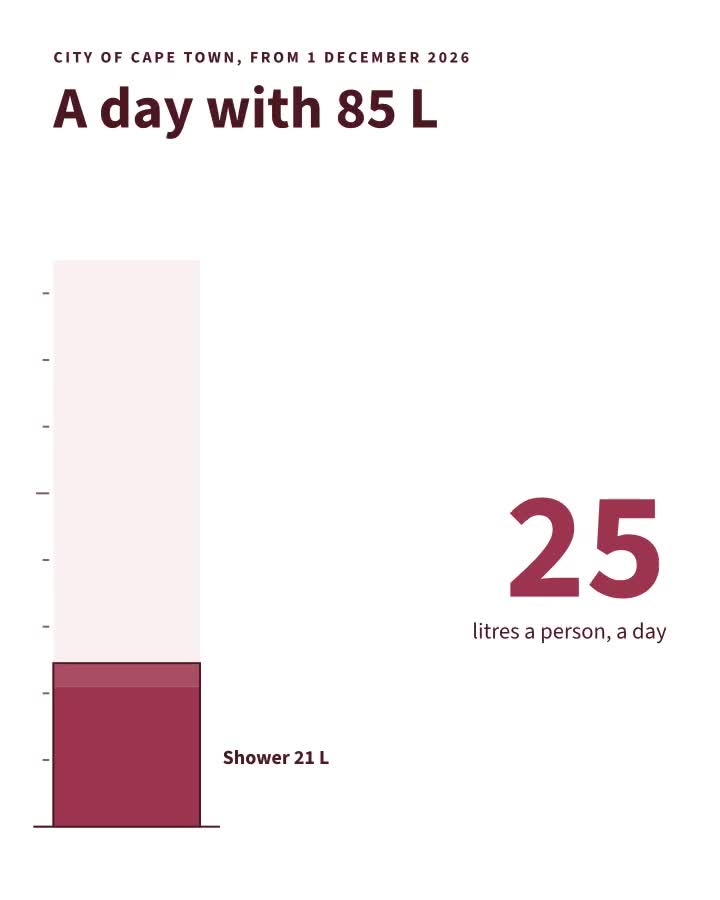 CITY OF CAPE TOWN, FROM 1 DECEMBER 2026
A day with 85 L
25
litres a person, a day
Shower 21 L